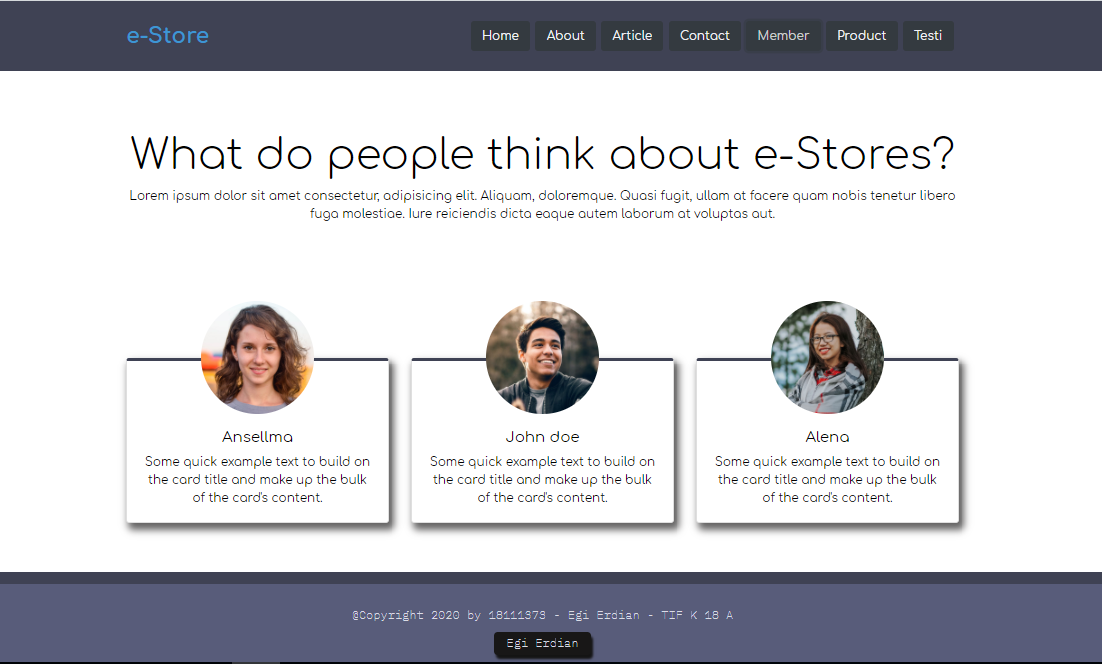 e-Store
Home About Article Contact Member Product Testi
What do people think about e-Stores?
Lorem ipsum dolor sit amet consectetur, adipisicing elit. Aliquam, doloremque. Quasi fugit, ullam at facere quam nobis tenetur libero
fuga molestiae. Iure reiciendis dicta eaque autem laborum at voluptas aut.
Ansellma
Some quick example text to build on
the card title and make up the bulk
of the card's content.
John doe
Some quick example text to build on
the card title and make up the bulk
of the card's content.
Alena
Some quick example text to build on
the card title and make up the bulk
of the card's content.
@Copyright 2020 by 18111373 - Egi Erdian - TIF K 18 A
Egi Erdian